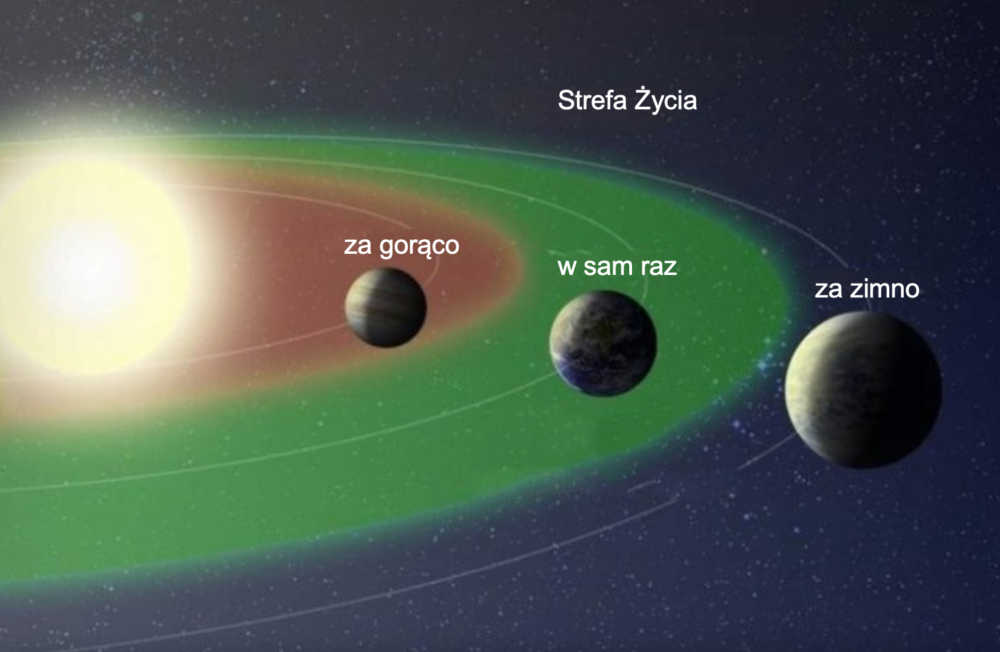 Strefa Życia
za gorąco
w sam raz
za zimno